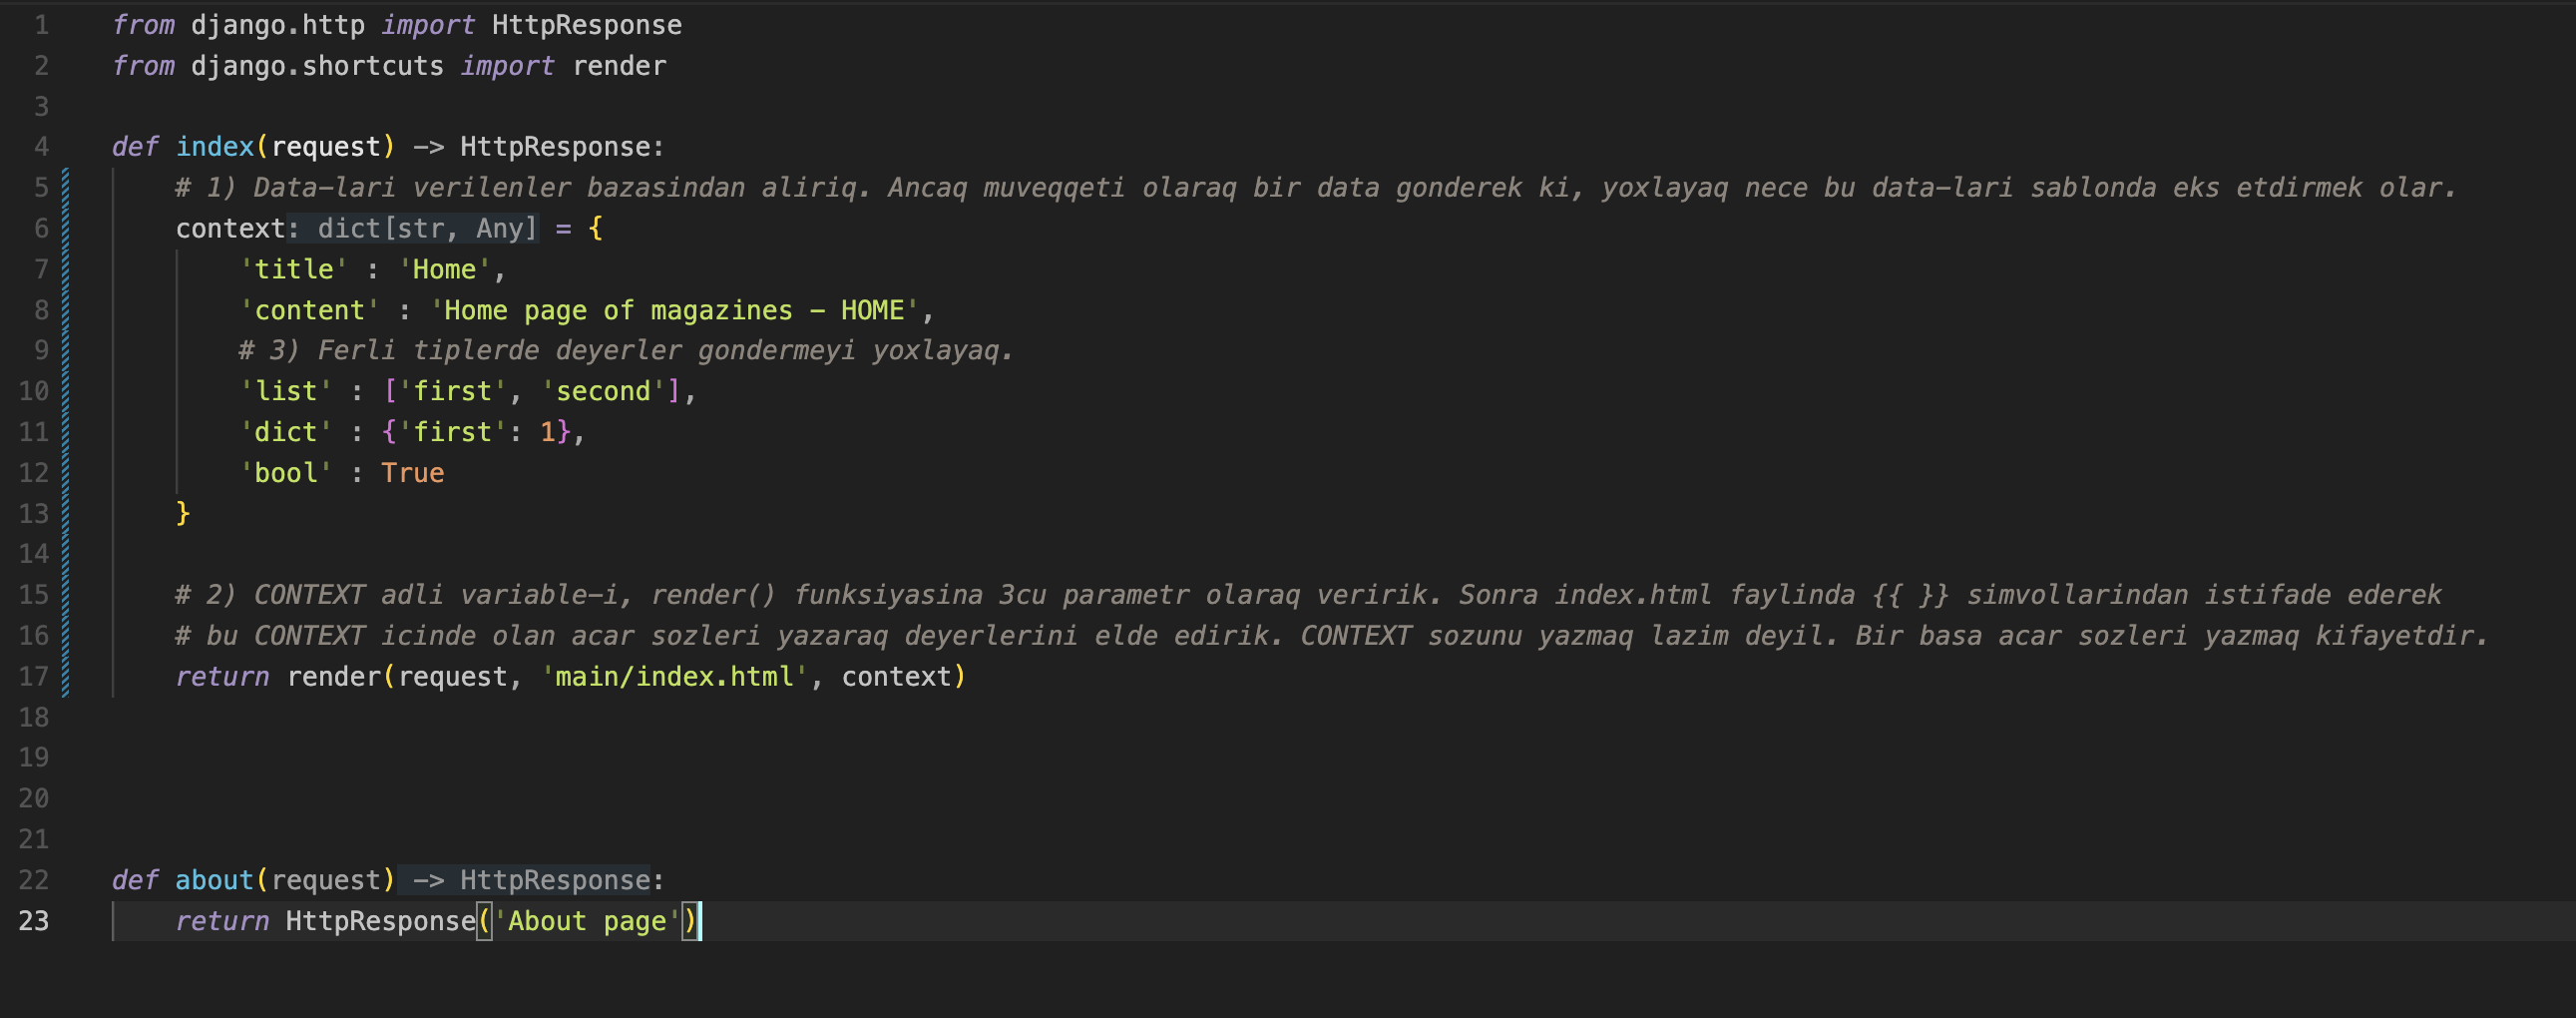 1 from django.http import HttpResponse
2 from django.shortcuts import render
3
4 def index(request) -> HttpResponse:
5 # 1) Data-lari verilenler bazasindan aliriq. Ancaq muveqqeti olaraq bir data gonderek ki, yoxlayaq nece bu data-lari sablonda eks etdirmek olar.
6 context: dict[str, Any] = {
7 'title' : 'Home',
8 'content' : 'Home page of magazines - HOME',
9 # 3) Ferli tiplerde deyerler gondermeyi yoxlayaq.
10 'list' : ['first', 'second'],
11 'dict' : {'first': 1},
12 'bool' : True
13 }
14
15 # 2) CONTEXT adli variable-i, render() funksiyasina 3cu parametr olaraq veririk. Sonra index.html faylinda {{ }} simvollarindan istifade ederek
16 # bu CONTEXT icinde olan acar sozleri yazaraq deyerlerini elde edirik. CONTEXT sozunu yazmaq lazim deyil. Bir basa acar sozleri yazmaq kifayetdir.
17 return render(request, 'main/index.html', context)
18
19
20
21
22 def about(request) -> HttpResponse:
23 return HttpResponse('About page')